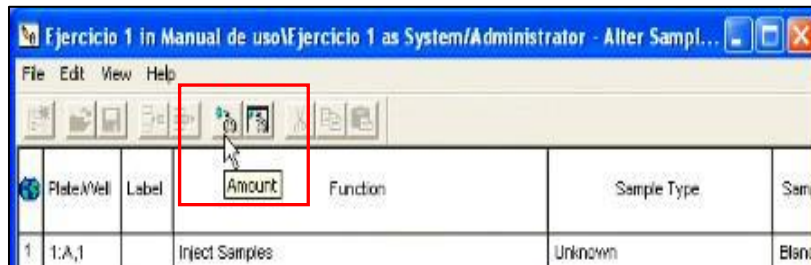 Ejercicio 1 in Manual de uso\Ejercicio 1 as System/Administrator - Alter Sampl...
File Edit View Help
Amount
Plate/Well Label Function Sample Type Sam
1 1:A,1 Inject Samples Unknown Blan